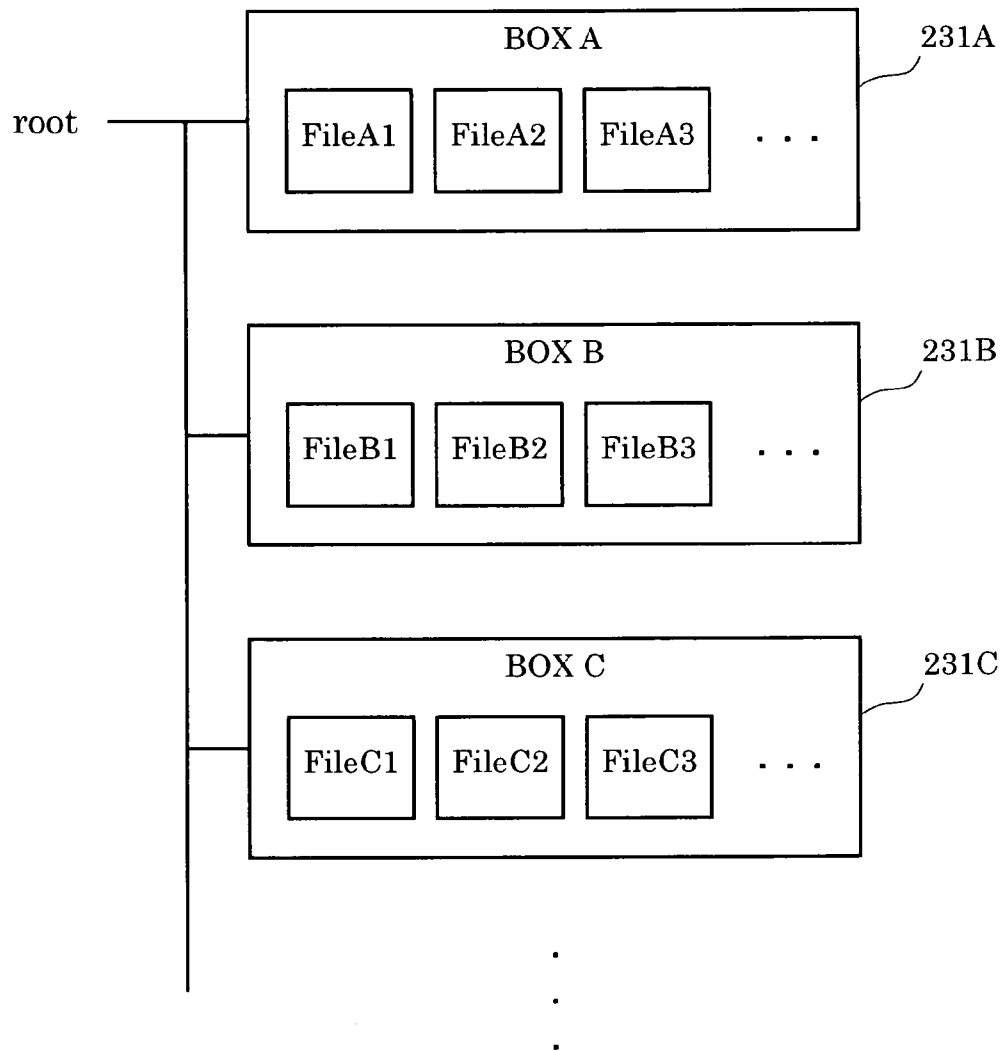 BOX A
231A
root
FileA1 FileA2 FileA3 . . .
BOX B
231B
FileB1 FileB2 FileB3 . . .
BOX C
231C
FileC1 FileC2 FileC3 . . .
.
.
.